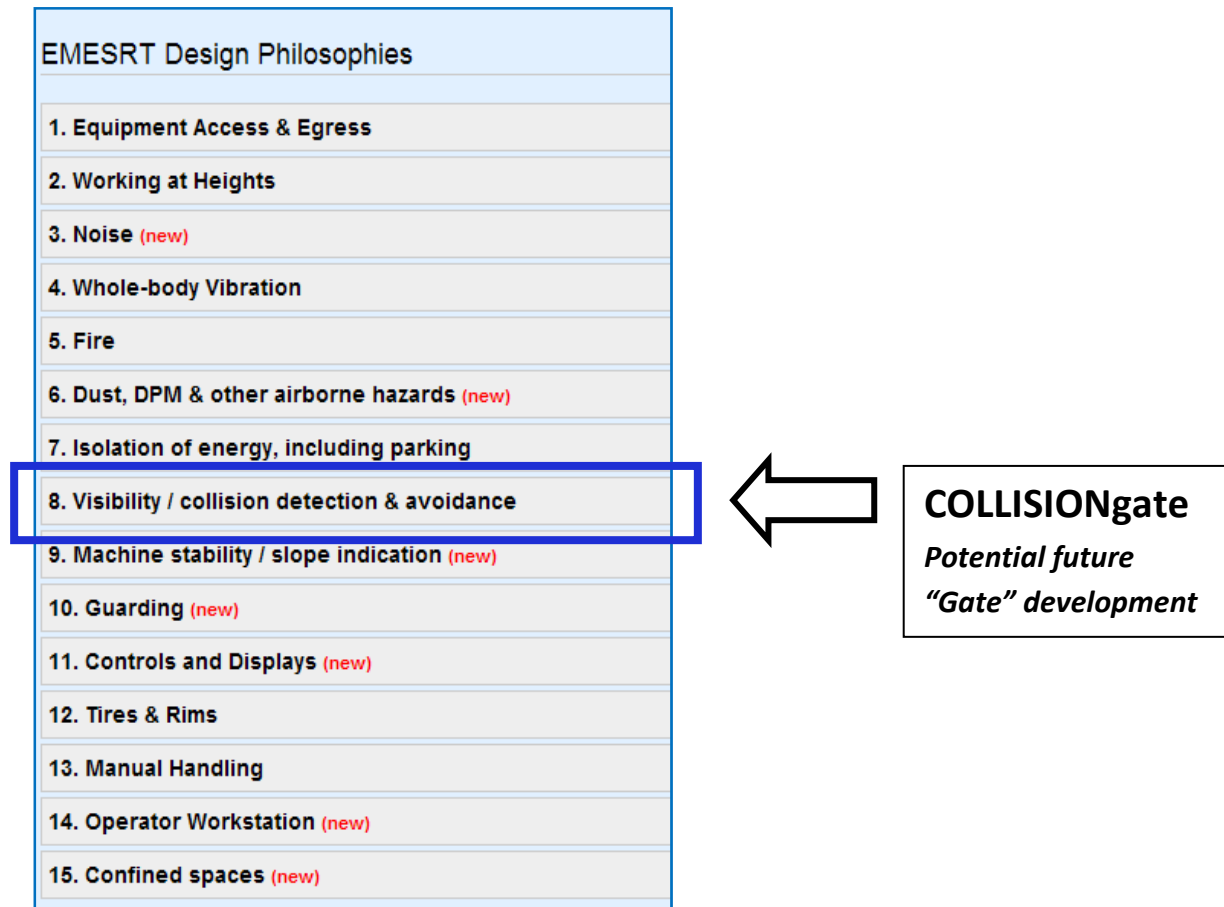 EMESRT Design Philosophies
1. Equipment Access & Egress
2. Working at Heights
3. Noise (new)
4. Whole-body Vibration
5. Fire
6. Dust, DPM & other airborne hazards (new)
7. Isolation of energy, including parking
8. Visibility / collision detection & avoidance
9. Machine stability / slope indication (new)
10. Guarding (new)
11. Controls and Displays (new)
12. Tires & Rims
13. Manual Handling
14. Operator Workstation (new)
15. Confined spaces (new)
COLLISIONgate
Potential future
“Gate” development